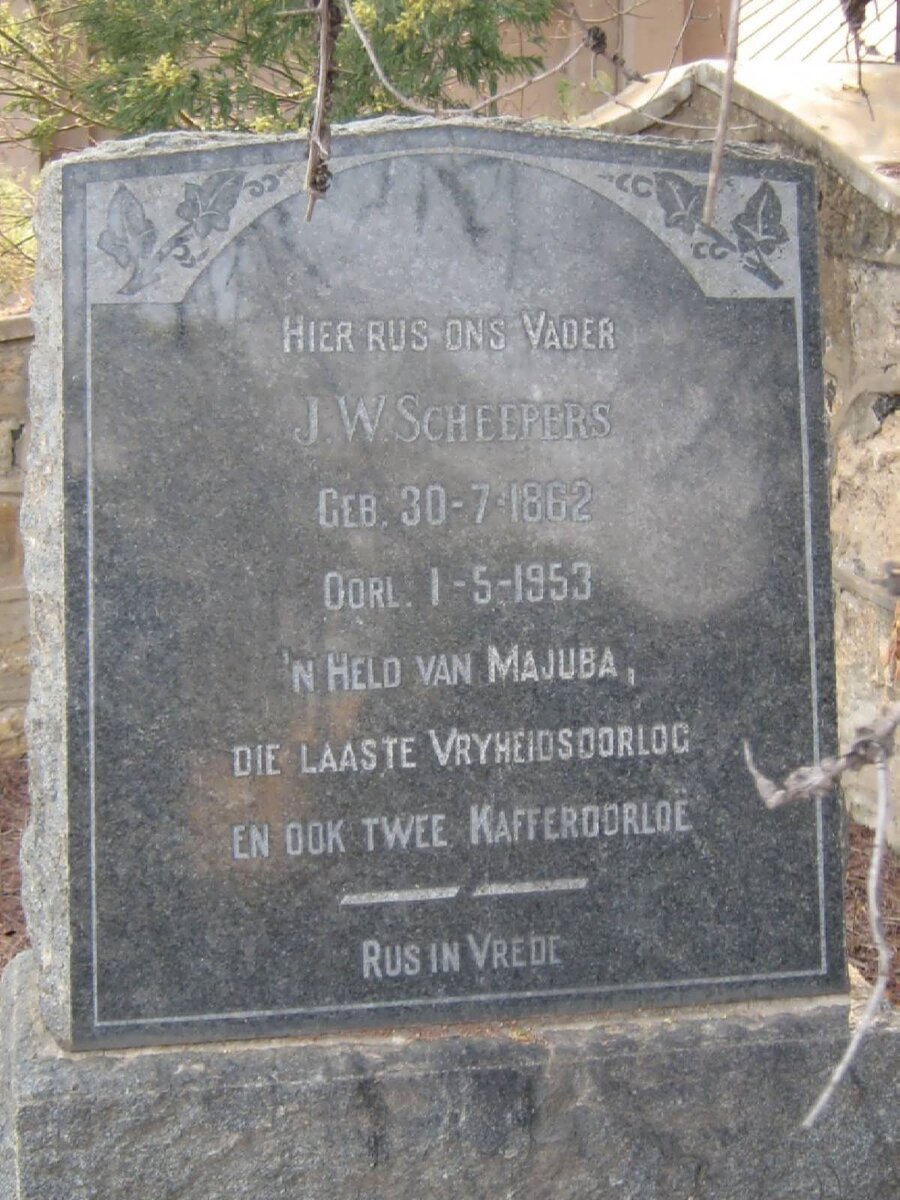 Hier rus ons Vader
J. W. Scheepers
Geb. 30-7-1862
Oorl. 1-5-1953
'n Held van Majuba,
die laaste Vryheidsoorlog
en ook twee Kafferoorloë
Rus in Vrede